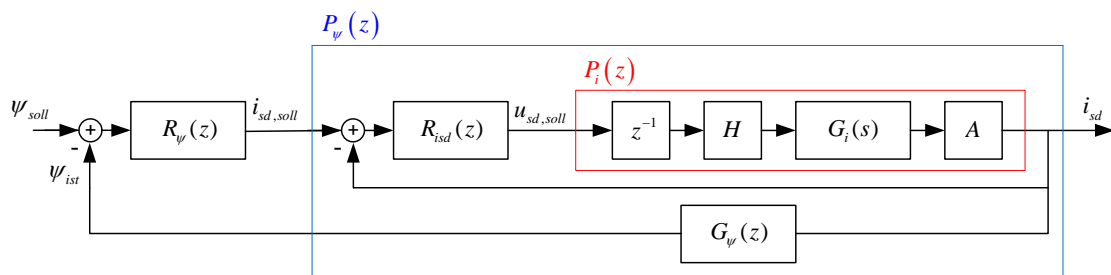 P_ψ(z)
P_i(z)
ψ_soll
+
-
R_ψ(z)
i_sd,soll
+
-
R_isd(z)
u_sd,soll
z^-1
H
G_i(s)
A
i_sd
ψ_ist
G_ψ(z)